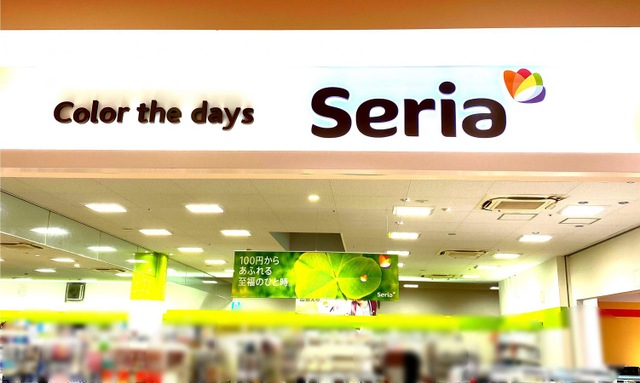 Color the days
Seria
100円から
あふれる
至福のひと時
Seria